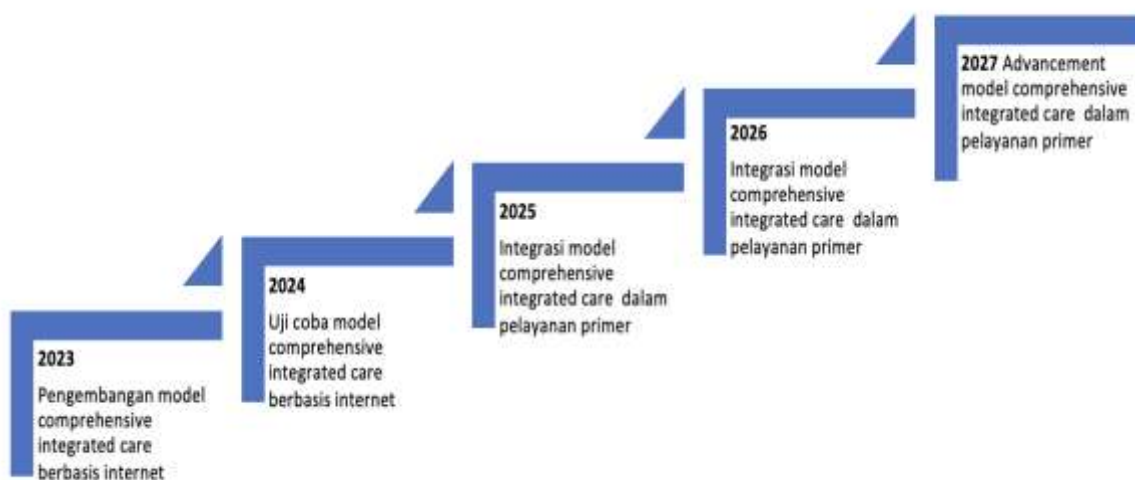 2023
Pengembangan model
comprehensive
integrated care
berbasis internet
2024
Uji coba model
comprehensive
integrated care
berbasis internet
2025
Integrasi model
comprehensive
integrated care dalam
pelayanan primer
2026
Integrasi model
comprehensive
integrated care dalam
pelayanan primer
2027 Advancement
model comprehensive
integrated care dalam
pelayanan primer